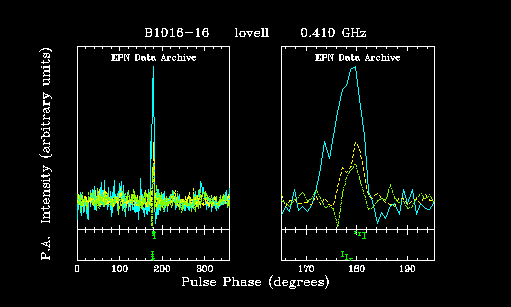 B1016-16 lovell 0.410 GHz
EPN Data Archive EPN Data Archive
P.A. Intensity (arbitrary units)
0 100 200 300 170 180 190
Pulse Phase (degrees)